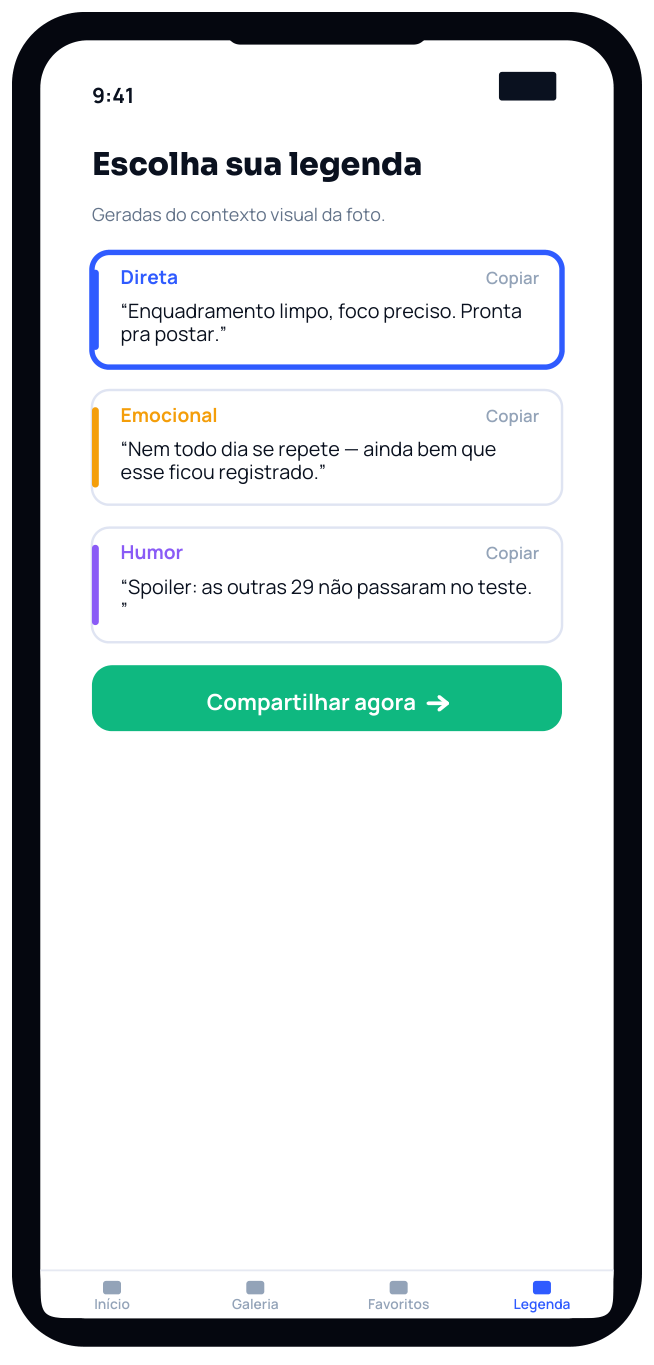 9:41
Escolha sua legenda
Geradas do contexto visual da foto.
Direta
Copiar
“Enquadramento limpo, foco preciso. Pronta
pra postar.”
Emocional
Copiar
“Nem todo dia se repete — ainda bem que
esse ficou registrado.”
Humor
Copiar
“Spoiler: as outras 29 não passaram no teste.
”
Compartilhar agora →
Início
Galeria
Favoritos
Legenda